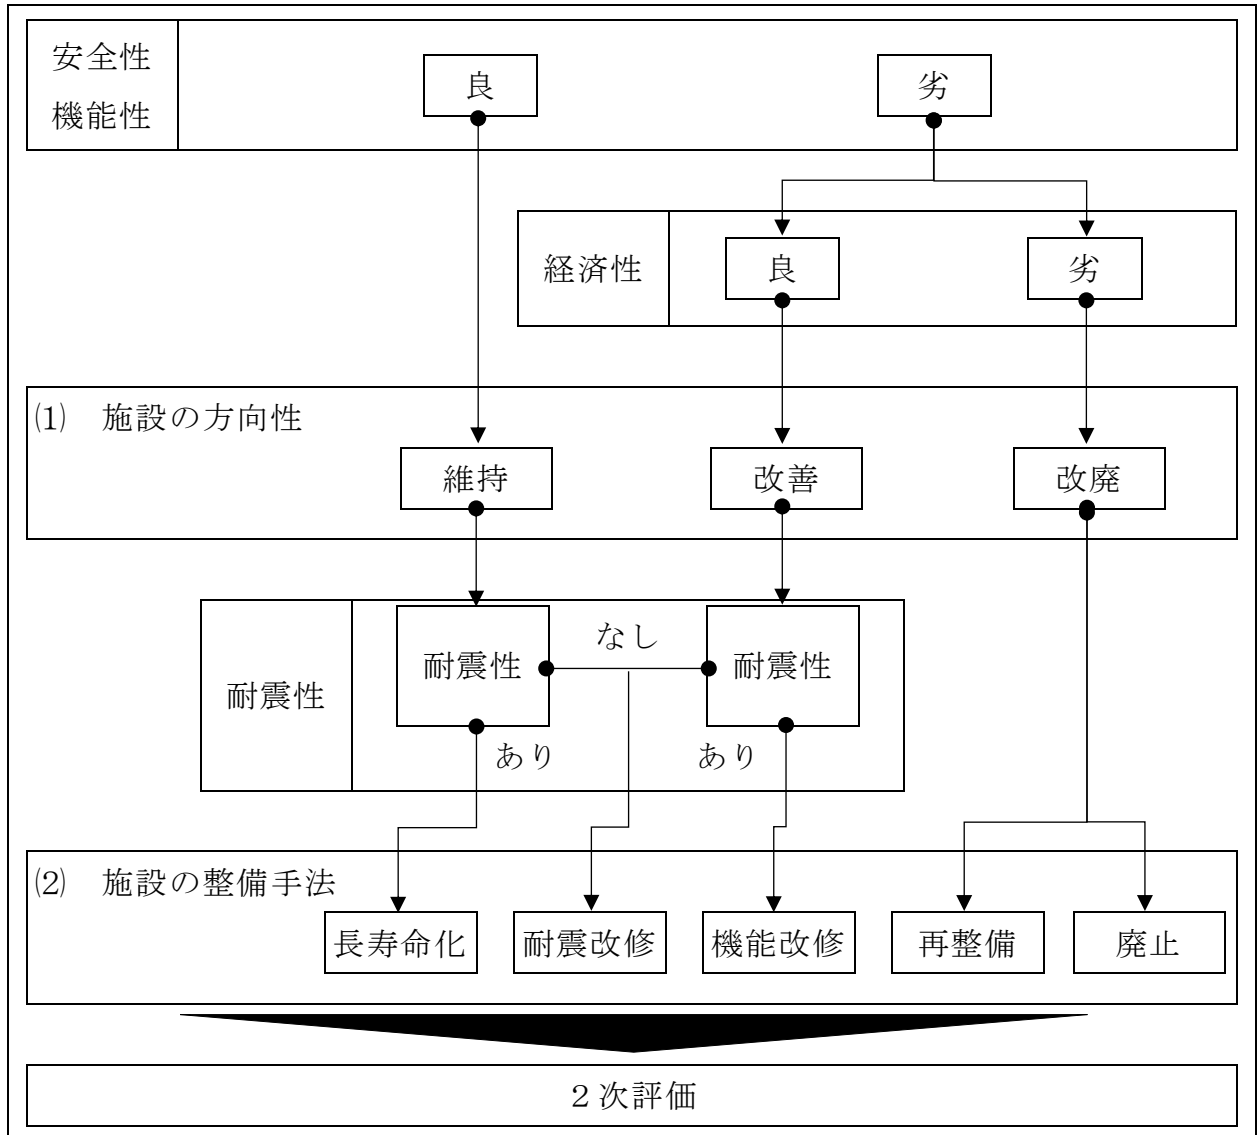 安全性
機能性
良
劣
経済性
良
劣
⑴ 施設の方向性
維持
改善
改廃
耐震性
耐震性
なし
耐震性
あり
あり
⑵ 施設の整備手法
長寿命化
耐震改修
機能改修
再整備
廃止
２次評価